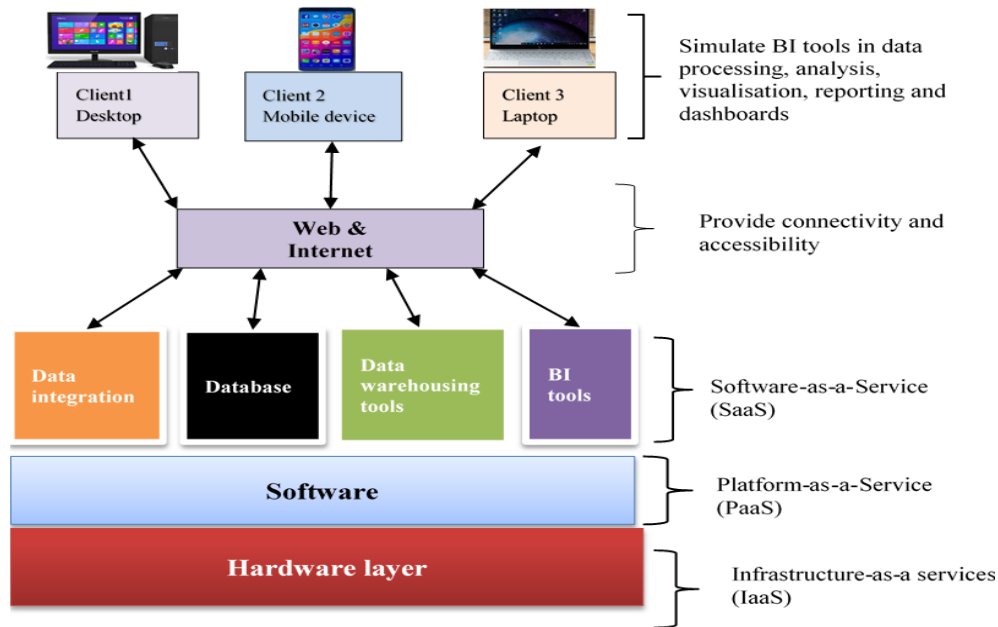 Client1
Desktop
Client 2
Mobile device
Client 3
Laptop
Simulate BI tools in data
processing, analysis,
visualisation, reporting and
dashboards
Web &
Internet
Provide connectivity and
accessibility
Data
integration
Database
Data
warehousing
tools
BI
tools
Software-as-a-Service
(SaaS)
Software
Platform-as-a-Service
(PaaS)
Hardware layer
Infrastructure-as-a services
(IaaS)